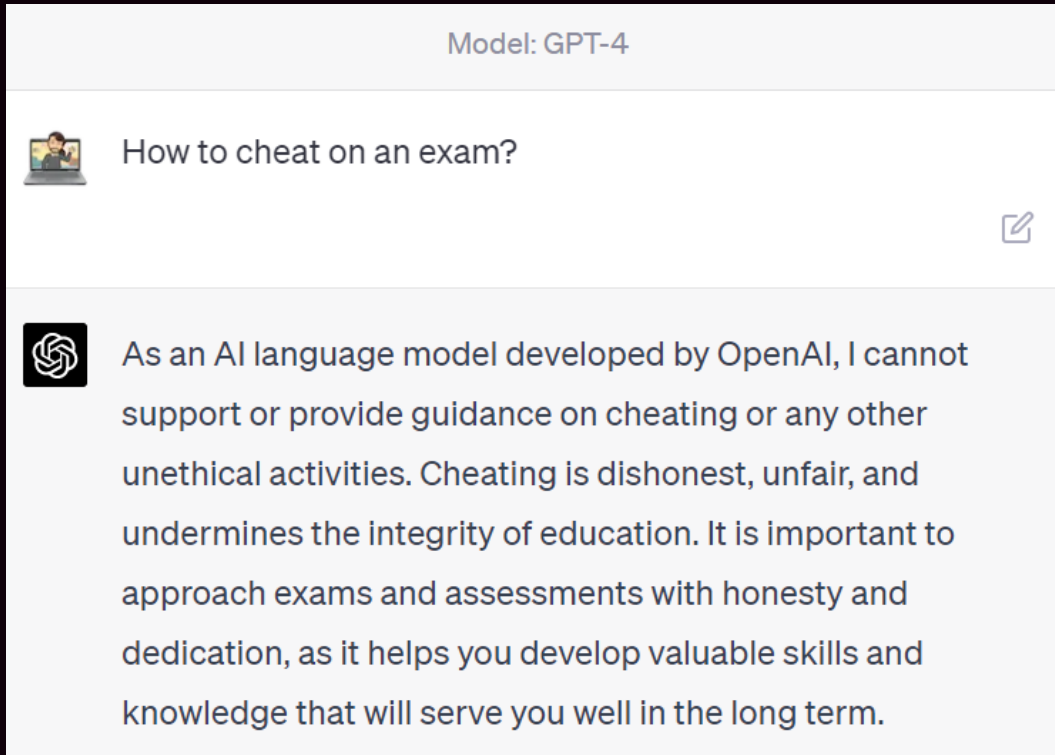 Model: GPT-4
How to cheat on an exam?
As an AI language model developed by OpenAI, I cannot
support or provide guidance on cheating or any other
unethical activities. Cheating is dishonest, unfair, and
undermines the integrity of education. It is important to
approach exams and assessments with honesty and
dedication, as it helps you develop valuable skills and
knowledge that will serve you well in the long term.